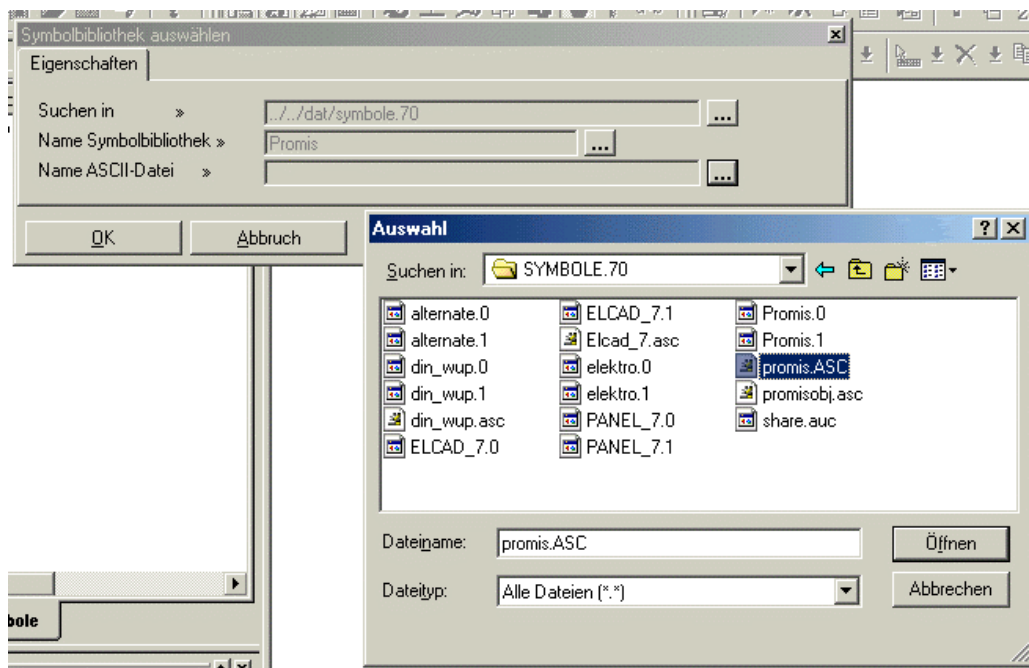 Symbolbibliothek auswählen
Eigenschaften
Suchen in »
../../dat/symbole.70
...
Name Symbolbibliothek »
Promis
...
Name ASCII-Datei »
...
OK
Abbruch
Auswahl
Suchen in:
SYMBOLE.70
alternate.0
alternate.1
din_wup.0
din_wup.1
din_wup.asc
ELCAD_7.0
ELCAD_7.1
Elcad_7.asc
elektro.0
elektro.1
PANEL_7.0
PANEL_7.1
Promis.0
Promis.1
promis.ASC
promisobj.asc
share.auc
Dateiname:
promis.ASC
Öffnen
Dateityp:
Alle Dateien (*.*)
Abbrechen
bole